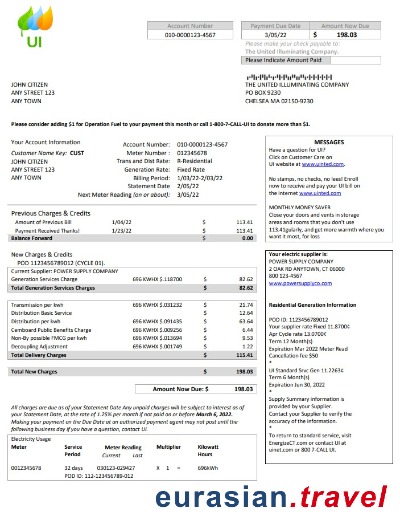 UI
Account Number
010-0000123-4567
Payment Due Date Amount Now Due
3/05/22 $ 198.03
Please make your check payable to:
The United Illuminating Company.
Please Indicate Amount Paid
JOHN CITIZEN
ANY STREET 123
ANY TOWN
THE UNITED ILLUMINATING COMPANY
PO BOX 9230
CHELSEA MA 02150-9230
Please consider adding $1 for Operation Fuel to your payment this month or call 1-800-7-CALL-UI to donate more than $1.
Your Account Information
Customer Name Key: CUST
JOHN CITIZEN
ANY STREET 123
ANY TOWN
Account Number: 010-0000123-4567
Meter Number : 012345678
Trans and Dist Rate: R-Residential
Generation Rate: Fixed Rate
Billing Period: 1/03/22-2/03/22
Statement Date 2/05/22
Next Meter Reading (on or about): 3/05/22
Previous Charges & Credits
Amount of Previous Bill 1/04/22 $ 113.41
Payment Received Thanks! 1/23/22 $ 113.41
Balance Forward $ 0.00
New Charges & Credits
POD 1123456789012 (CYCLE 01).
Current Supplier: POWER SUPPLY COMPANY
Generation Services Charge 696 KWHX $.118700 $ 82.62
Total Generation Services Charges $ 82.62
Transmission per kwh 696 KWHX $.031232 $ 21.74
Distribution Basic Service $ 12.64
Distribution per kwh 696 KWHX $.091435 $ 63.64
Combound Public Benefits Charge 696 KWHX $.009256 $ 6.44
Non-By passible FMCG per kwh 696 KWHX $.013694 $ 9.53
Decoupling Adjustment 696 KWHX $.001749 $ 1.22
Total Delivery Charges $ 115.41
Total New Charges $ 198.03
Amount Now Due: $ 198.03
All charges are due as of your Statement Date Any unpaid charges will be subject to interest as of
your Statement Date, at the rate of 1.25% per month if not paid on or before March 6, 2022.
Making your payment on the Due Date at an authorized agent may not post until the
following business day if you have a question, contact UI.
Electricity Usage
Meter Service Period Meter Reading Current Last Multiplier Kilowatt Hours
0012345678 32 days 030123-029427 X 1 = 696kWh
POD ID: 112-123456789-012
MESSAGES
Have a question for UI?
Click on Customer Care on
UI website at www.uinted.com.
No stamps, no checks, no lees! Enroll
now to receive and pay your UI bill on
the Internet www.uinted.com
MONTHLY MONEY SAVER
Close your doors and vents in storage
areas and rooms that you don't use
113.41gularly, and get more warmth where you
want it most, for loss
Your electric supplier is:
POWER SUPPLY COMPANY
2 OAK RD ANYTOWN, CT 06000
800 123-4567
www.powersupplyco.com
Residential Generation Information
POD ID: 1123456789012
Your supplier rate Fixed 11.8700¢
Apr Cycle rate 13.0700¢
Term 12 Month(s)
Expiration Mar 2022 Meter Read
Cancellation fee $50
*
UI Standard Srvc Gen 11.2263¢
Term 6 Month(s)
Expiration Jun 30, 2022
*
Supply Summary information is
provided by your Supplier.
Contact your Supplier to verify the
accuracy of the information.
*
To return to standard service, visit
EnergizeCT.com or contact UI at
uinet.com or 800 7-CALL UI.
eurasian.travel